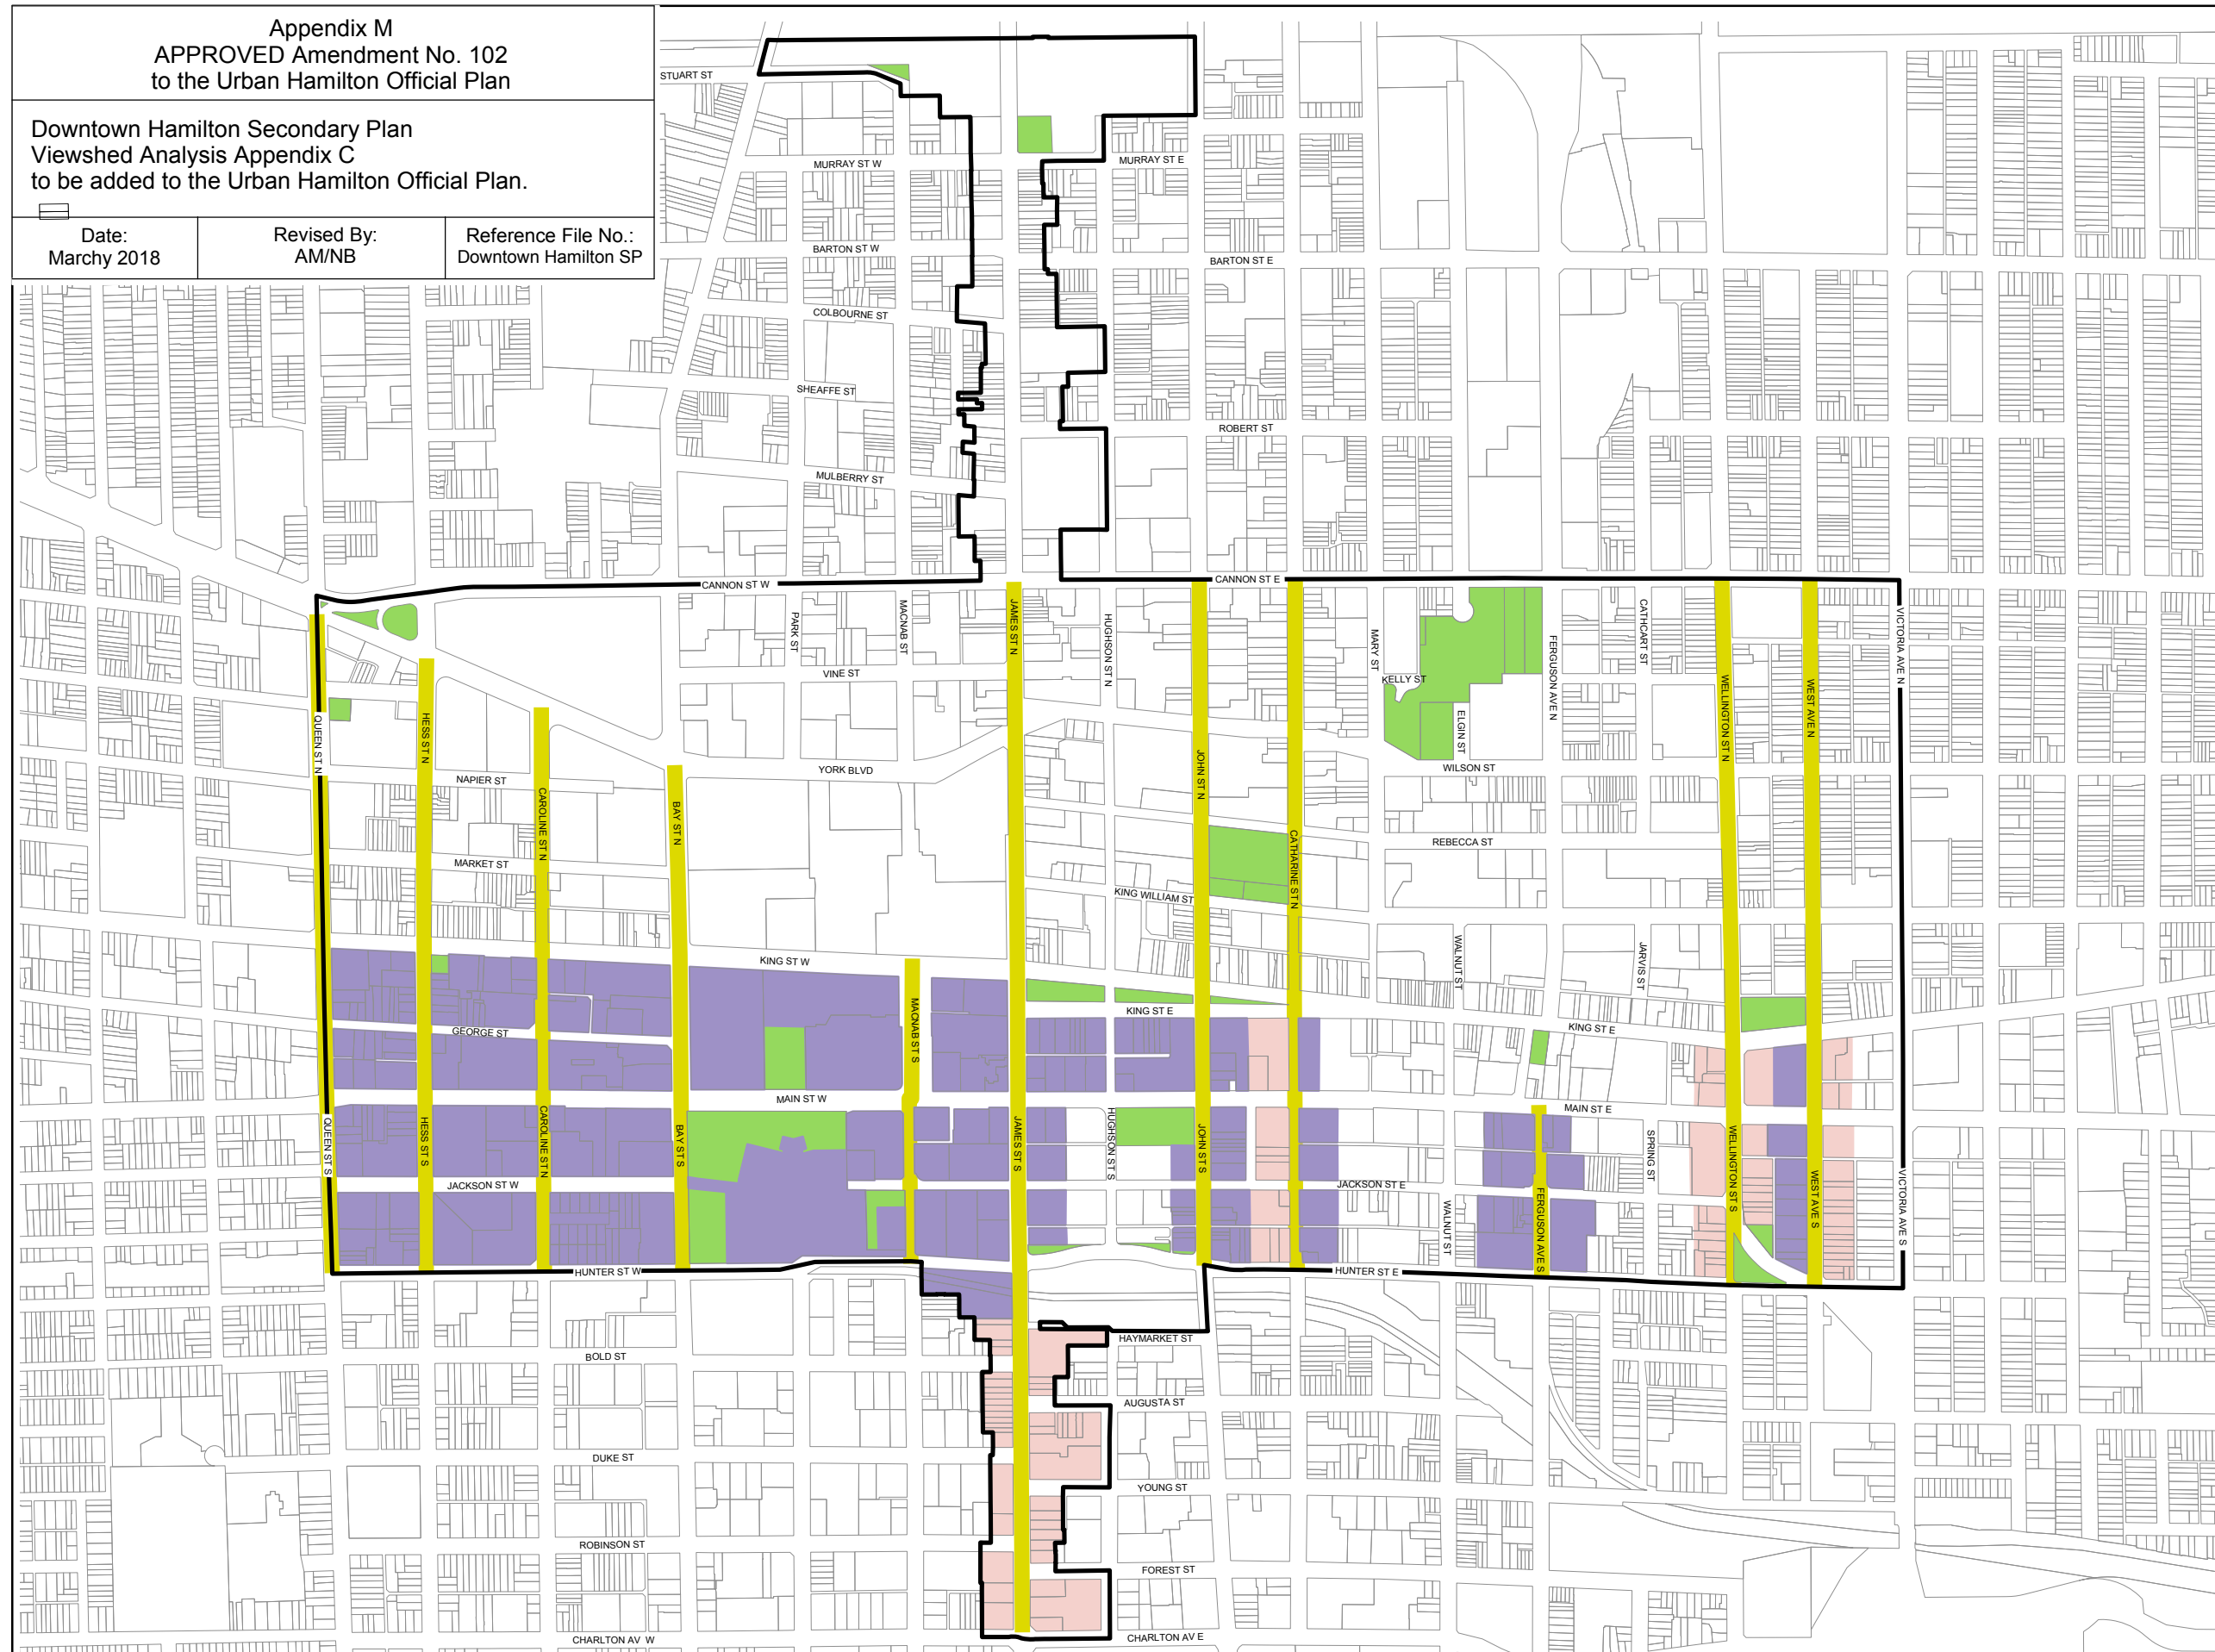 Appendix M
APPROVED Amendment No. 102
to the Urban Hamilton Official Plan
Downtown Hamilton Secondary Plan
Viewshed Analysis Appendix C
to be added to the Urban Hamilton Official Plan.
Date:
Marchy 2018
Revised By:
AM/NB
Reference File No.:
Downtown Hamilton SP
STUART ST
MURRAY ST W
MURRAY ST E
BARTON ST W
BARTON ST E
COLBOURNE ST
SHEAFFE ST
ROBERT ST
MULBERRY ST
CANNON ST W
CANNON ST E
PARK ST
MACNAB ST
JAMES ST N
HUGHSON ST N
MARY ST
FERGUSON AVE N
CATHCART ST
VICTORIA AVE N
VINE ST
KELLY ST
ELGIN ST
WELLINGTON ST N
WEST AVE N
QUEEN ST N
HESS ST N
CAROLINE ST N
BAY ST N
JOHN ST N
CATHARINE ST N
NAPIER ST
YORK BLVD
WILSON ST
MARKET ST
REBECCA ST
KING WILLIAM ST
WALNUT ST
JARVIS ST
KING ST W
MACNAB ST S
KING ST E
KING ST E
GEORGE ST
MAIN ST W
MAIN ST E
QUEEN ST S
HESS ST S
CAROLINE ST N
BAY ST S
JAMES ST S
HUGHSON ST S
JOHN ST S
SPRING ST
WELLINGTON ST S
WEST AVE S
VICTORIA AVE S
JACKSON ST W
JACKSON ST E
WALNUT ST
FERGUSON AVE S
HUNTER ST W
HUNTER ST E
HAYMARKET ST
BOLD ST
AUGUSTA ST
DUKE ST
YOUNG ST
ROBINSON ST
FOREST ST
CHARLTON AV W
CHARLTON AV E